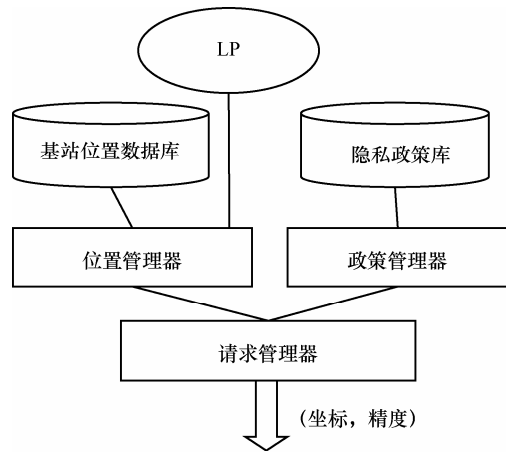 LP
基站位置数据库
隐私政策库
位置管理器
政策管理器
请求管理器
（坐标，精度）